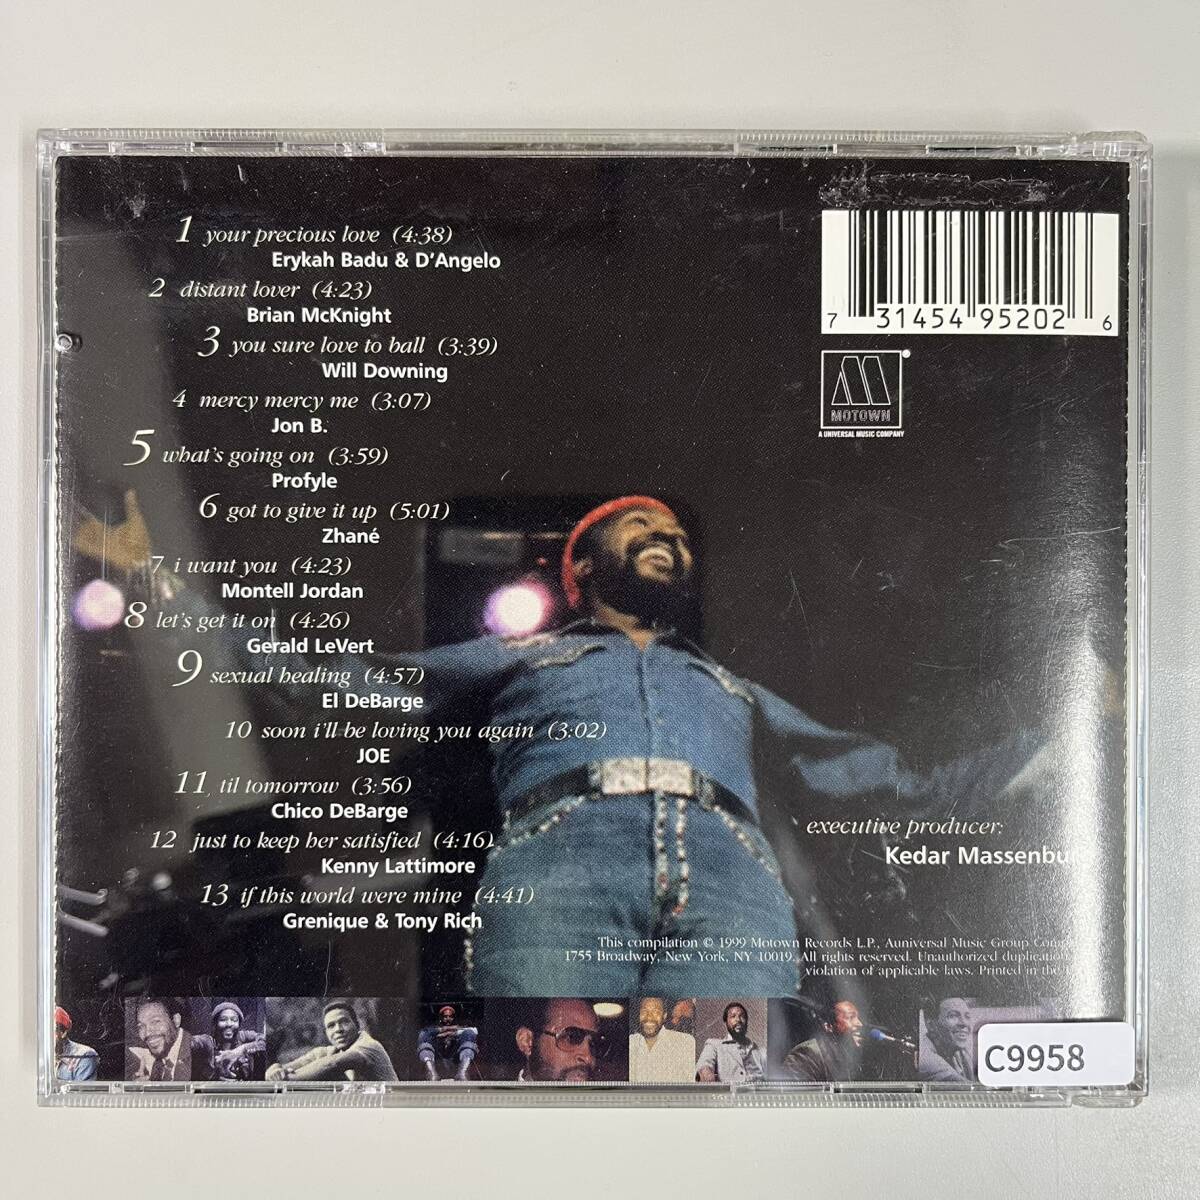 1 your precious love (4:38)
Erykah Badu & D'Angelo
2 distant lover (4:23)
Brian McKnight
3 you sure love to ball (3:39)
Will Downing
4 mercy mercy me (3:07)
Jon B.
5 what's going on (3:59)
Profyle
6 got to give it up (5:01)
Zhané
7 i want you (4:23)
Montell Jordan
8 let's get it on (4:26)
Gerald LeVert
9 sexual healing (4:57)
El DeBarge
10 soon i'll be loving you again (3:02)
JOE
11 til tomorrow (3:56)
Chico DeBarge
12 just to keep her satisfied (4:16)
Kenny Lattimore
13 if this world were mine (4:41)
Grenique & Tony Rich
7 31454 95202 6
MOTOWN
A UNIVERSAL MUSIC COMPANY
executive producer:
Kedar
This compilation © 1999 Motown Records L.P., Auniversal Music Group
1755 Broadway, New York, NY 10019. All rights reserved. Unauthorized
violation of applicable laws. Printed in the
C9958